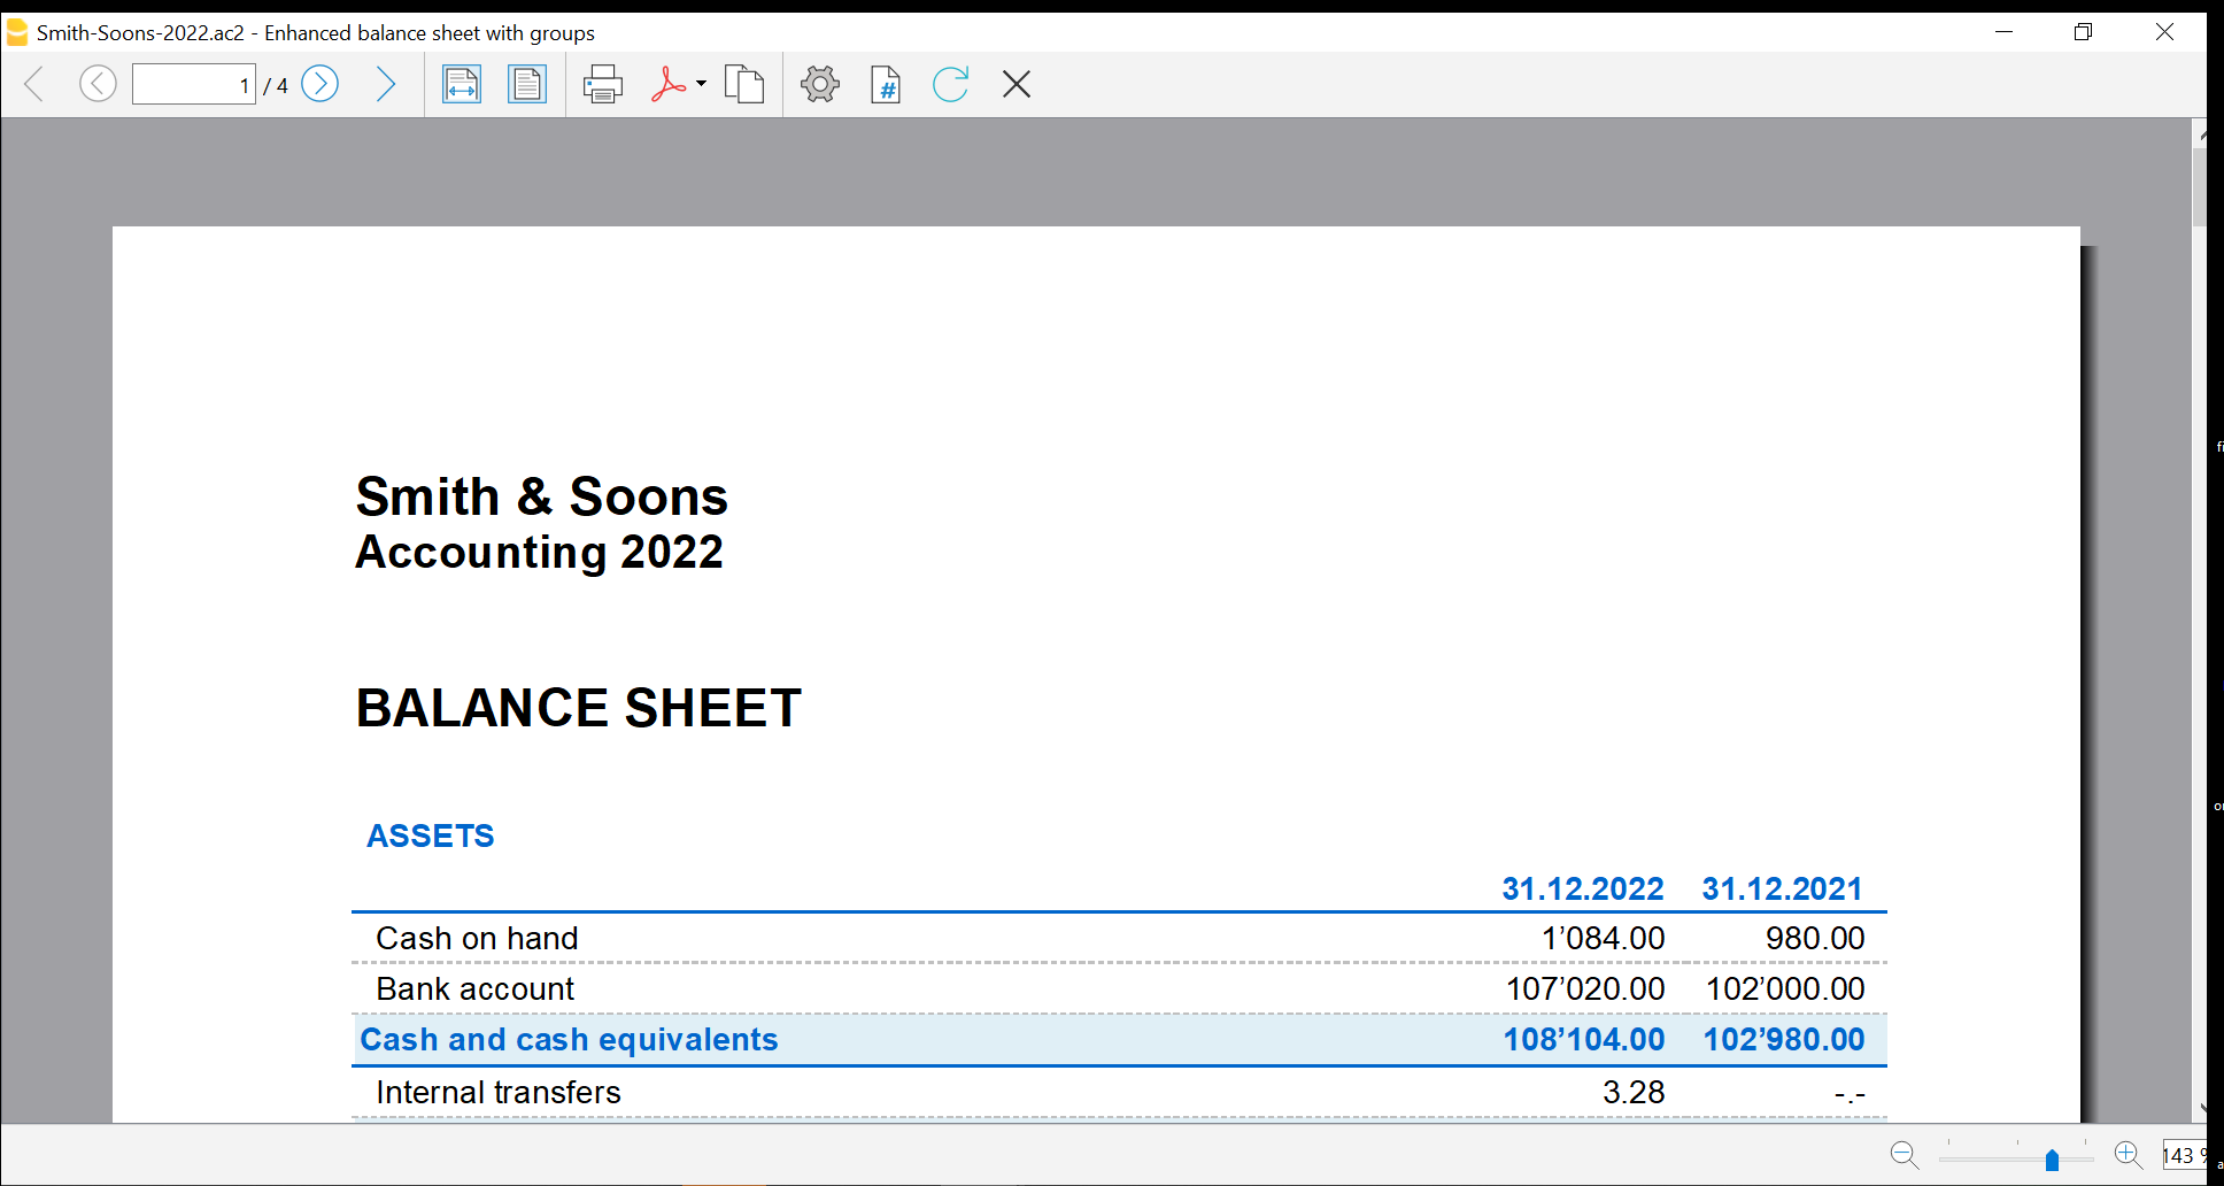 Smith-Soons-2022.ac2 - Enhanced balance sheet with groups
1 / 4
#
Smith & Soons
Accounting 2022
BALANCE SHEET
ASSETS
31.12.2022 31.12.2021
Cash on hand 1’084.00 980.00
Bank account 107’020.00 102’000.00
Cash and cash equivalents 108’104.00 102’980.00
Internal transfers 3.28 -.-
143 %